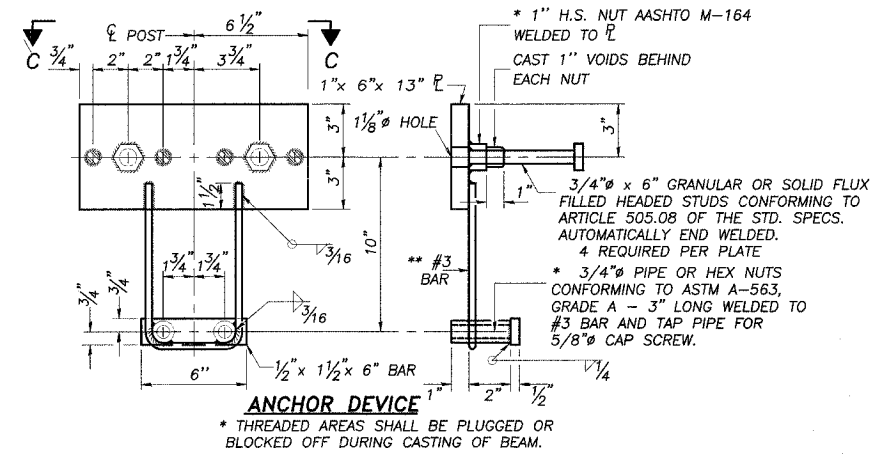 6 1/2"
℄ POST
C
C
3/4"
2"
2"
1 3/4"
3 3/4"
* 1" H.S. NUT AASHTO M-164
WELDED TO ℙL
CAST 1" VOIDS BEHIND
EACH NUT
1"x 6"x 13" ℙL
1 1/8"ø HOLE
3"
3"
3"
1 1/2"
1"
3/4"ø x 6" GRANULAR OR SOLID FLUX
FILLED HEADED STUDS CONFORMING TO
ARTICLE 505.08 OF THE STD. SPECS.
AUTOMATICALLY END WELDED.
4 REQUIRED PER PLATE
3/16
10"
** #3
BAR
1 3/4"
1 3/4"
3/4"
3/4"
3/16
* 3/4"ø PIPE OR HEX NUTS
CONFORMING TO ASTM A-563,
GRADE A - 3" LONG WELDED TO
#3 BAR AND TAP PIPE FOR
5/8"ø CAP SCREW.
1/4
6"
1/2"x 1 1/2"x 6" BAR
1"
2"
1/2"
ANCHOR DEVICE
* THREADED AREAS SHALL BE PLUGGED OR
BLOCKED OFF DURING CASTING OF BEAM.